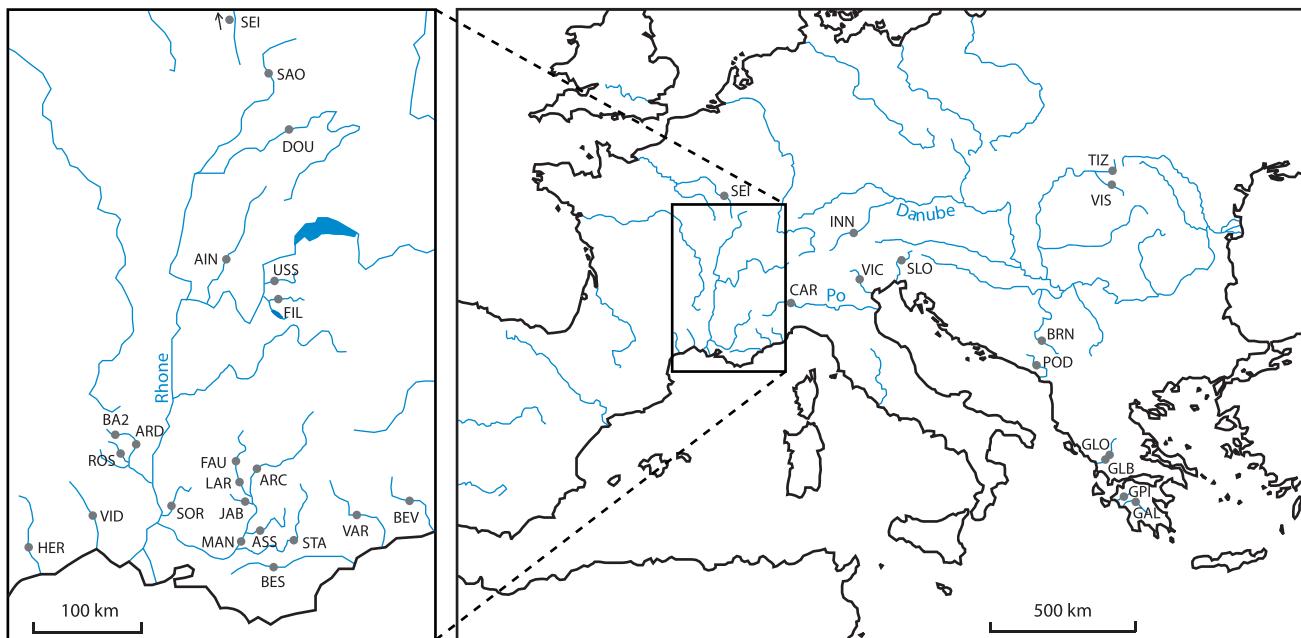 SEI
SAO
DOU
AIN
USS
FIL
Rhone
BA2
ARD
ROS
FAU
LAR
ARC
SOR
JAB
VID
HER
MAN
ASS
STA
VAR
BEV
BES
100 km
SEI
TIZ
VIS
INN
Danube
SLO
VIC
CAR
Po
BRN
POD
GLO
GLB
GPI
GAL
500 km